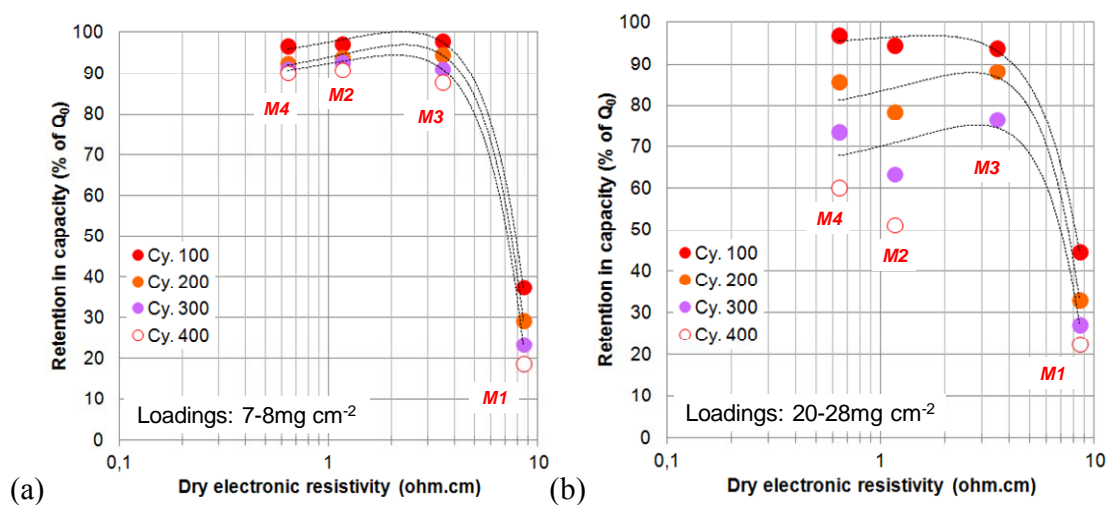 100
90
80
70
60
50
40
30
20
10
0
Retention in capacity (% of Q0)
M4
M2
M3
M1
Cy. 100
Cy. 200
Cy. 300
Cy. 400
Loadings: 7-8mg cm-2
0,1
1
10
Dry electronic resistivity (ohm.cm)
(a)
100
90
80
70
60
50
40
30
20
10
0
Retention in capacity (% of Q0)
M3
M4
M2
M1
Cy. 100
Cy. 200
Cy. 300
Cy. 400
Loadings: 20-28mg cm-2
0,1
1
10
Dry electronic resistivity (ohm.cm)
(b)